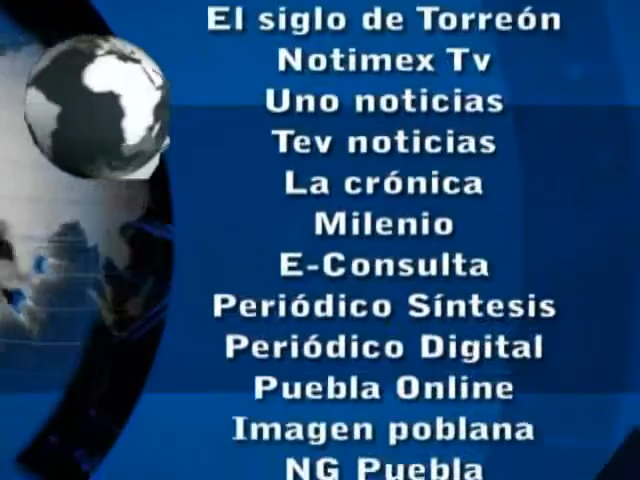 El siglo de Torreón
Notimex Tv
Uno noticias
Tev noticias
La crónica
Milenio
E-Consulta
Periódico Síntesis
Periódico Digital
Puebla Online
Imagen poblana
NG Puebla